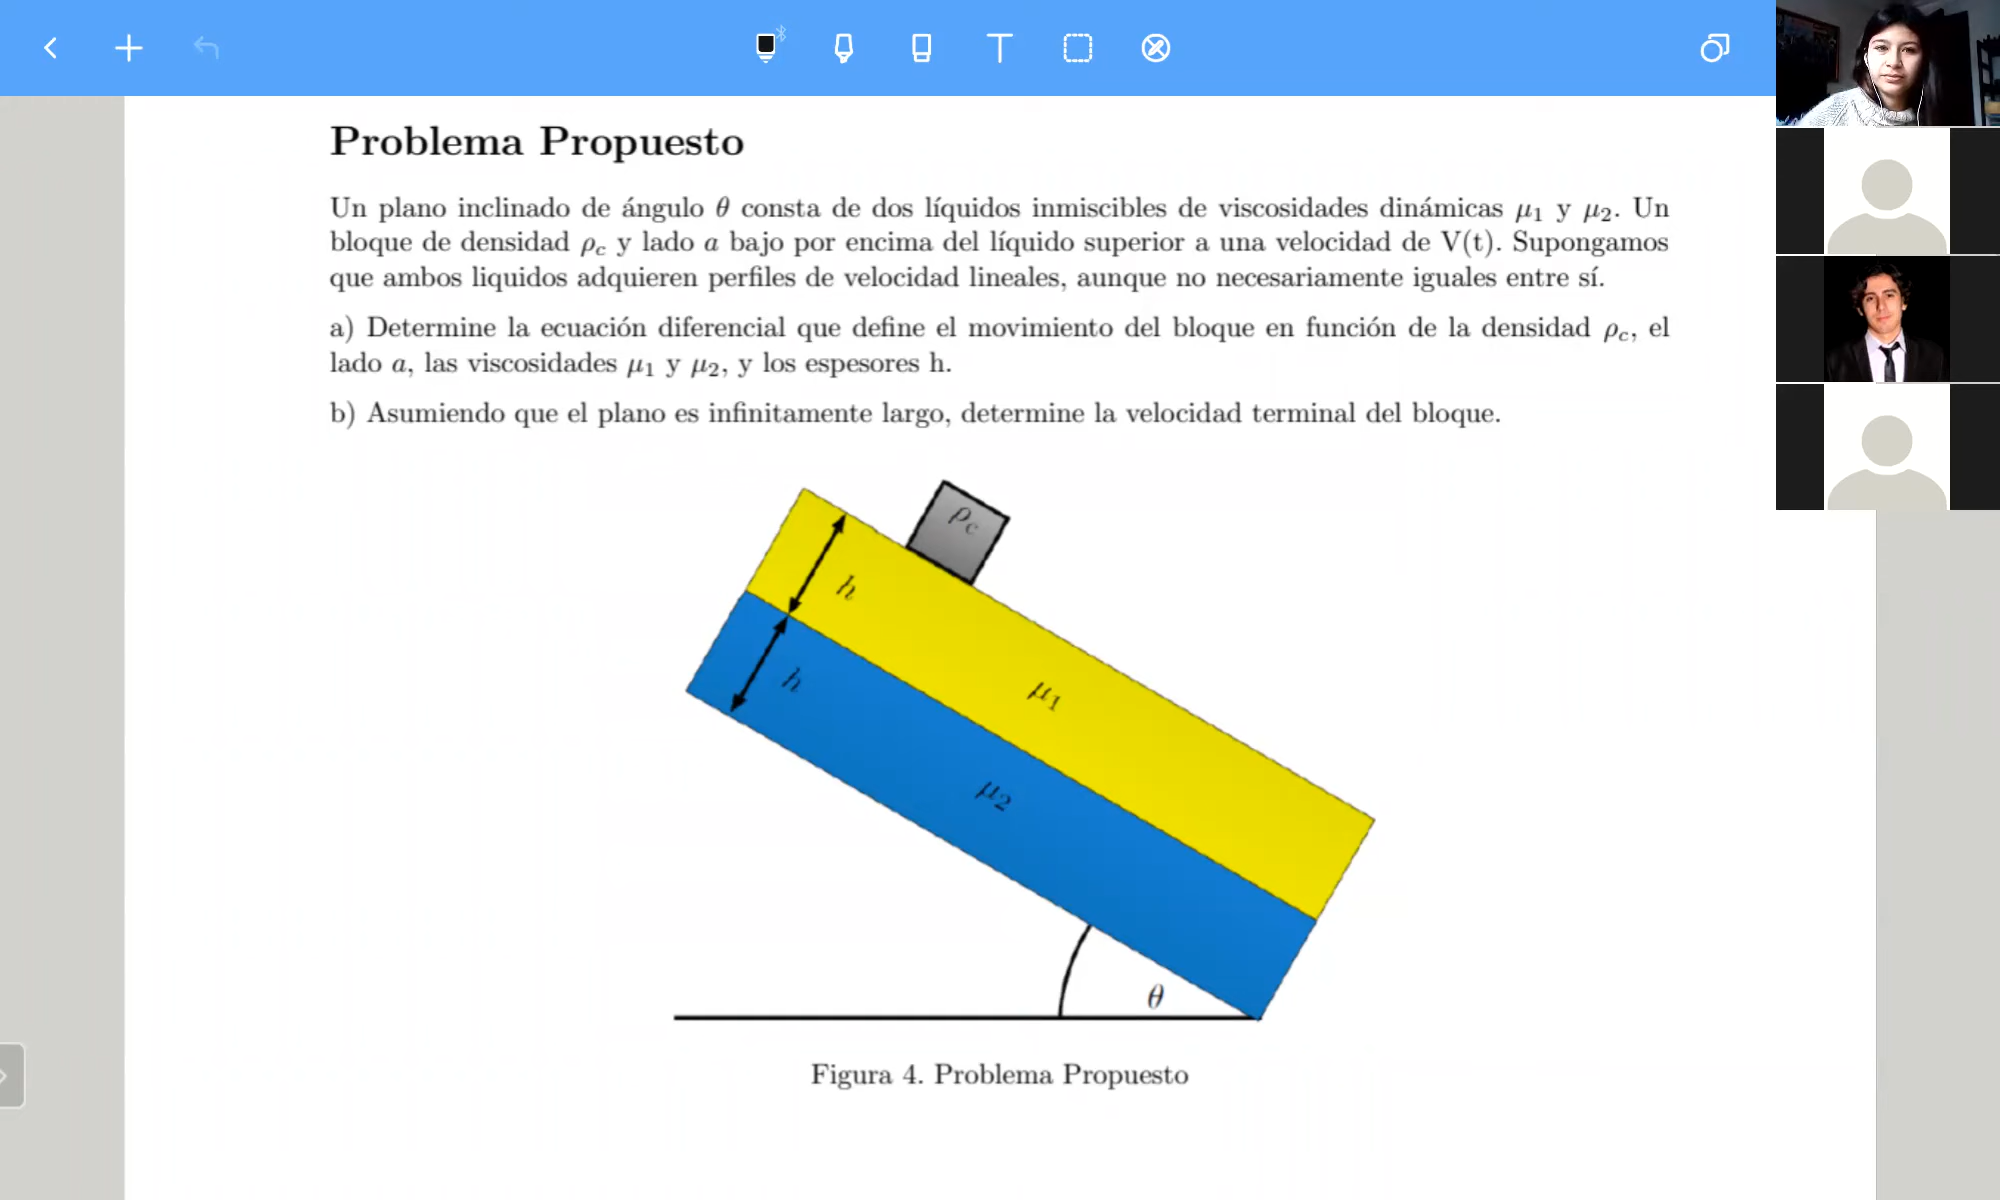 Problema Propuesto
Un plano inclinado de ángulo θ consta de dos líquidos inmiscibles de viscosidades dinámicas μ₁ y μ₂. Un
bloque de densidad ρc y lado a bajo por encima del líquido superior a una velocidad de V(t). Supongamos
que ambos liquidos adquieren perfiles de velocidad lineales, aunque no necesariamente iguales entre sí.
a) Determine la ecuación diferencial que define el movimiento del bloque en función de la densidad ρc, el
lado a, las viscosidades μ₁ y μ₂, y los espesores h.
b) Asumiendo que el plano es infinitamente largo, determine la velocidad terminal del bloque.
ρc
h
h
μ₁
μ₂
θ
Figura 4. Problema Propuesto